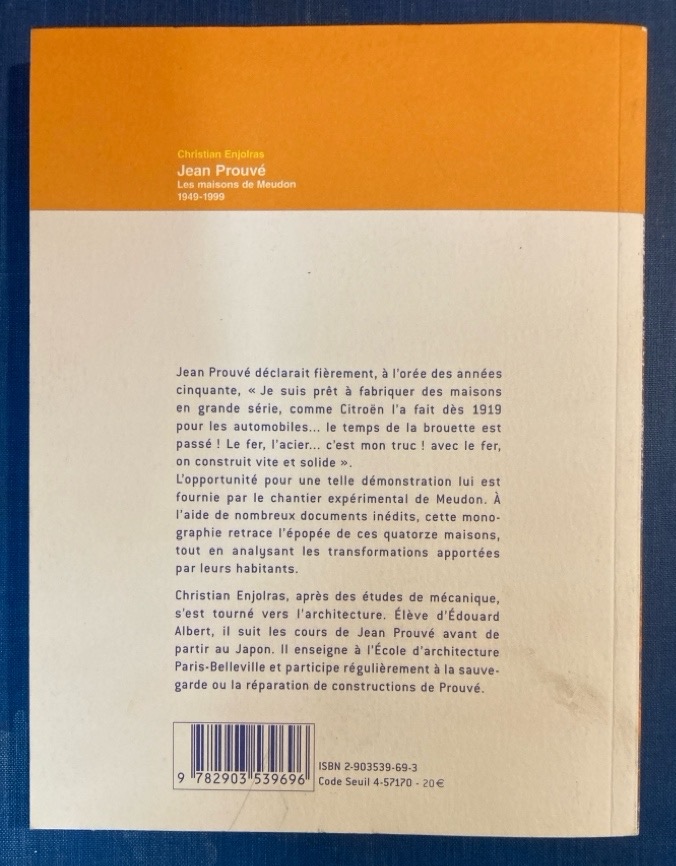 Christian Enjolras
Jean Prouvé
Les maisons de Meudon
1949-1999
Jean Prouvé déclarait fièrement, à l'orée des années
cinquante, « Je suis prêt à fabriquer des maisons
en grande série, comme Citroën l'a fait dès 1919
pour les automobiles... le temps de la brouette est
passé ! Le fer, l'acier... c'est mon truc ! avec le fer,
on construit vite et solide ».
L'opportunité pour une telle démonstration lui est
fournie par le chantier expérimental de Meudon. À
l'aide de nombreux documents inédits, cette mono-
graphie retrace l'épopée de ces quatorze maisons,
tout en analysant les transformations apportées
par leurs habitants.
Christian Enjolras, après des études de mécanique,
s'est tourné vers l'architecture. Élève d'Édouard
Albert, il suit les cours de Jean Prouvé avant de
partir au Japon. Il enseigne à l'École d'architecture
Paris-Belleville et participe régulièrement à la sauve-
garde ou la réparation de constructions de Prouvé.
9 782903 539696
ISBN 2-903539-69-3
Code Seuil 4-57170 - 20€